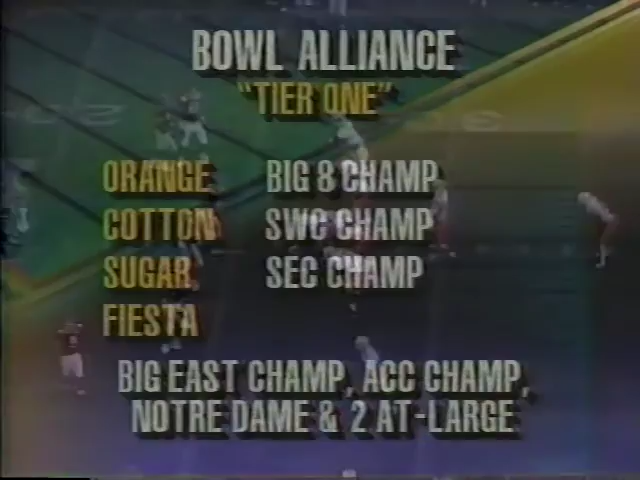 BOWL ALLIANCE
"TIER ONE"
ORANGE BIG 8 CHAMP
COTTON SWC CHAMP
SUGAR SEC CHAMP
FIESTA
BIG EAST CHAMP, ACC CHAMP,
NOTRE DAME & 2 AT-LARGE